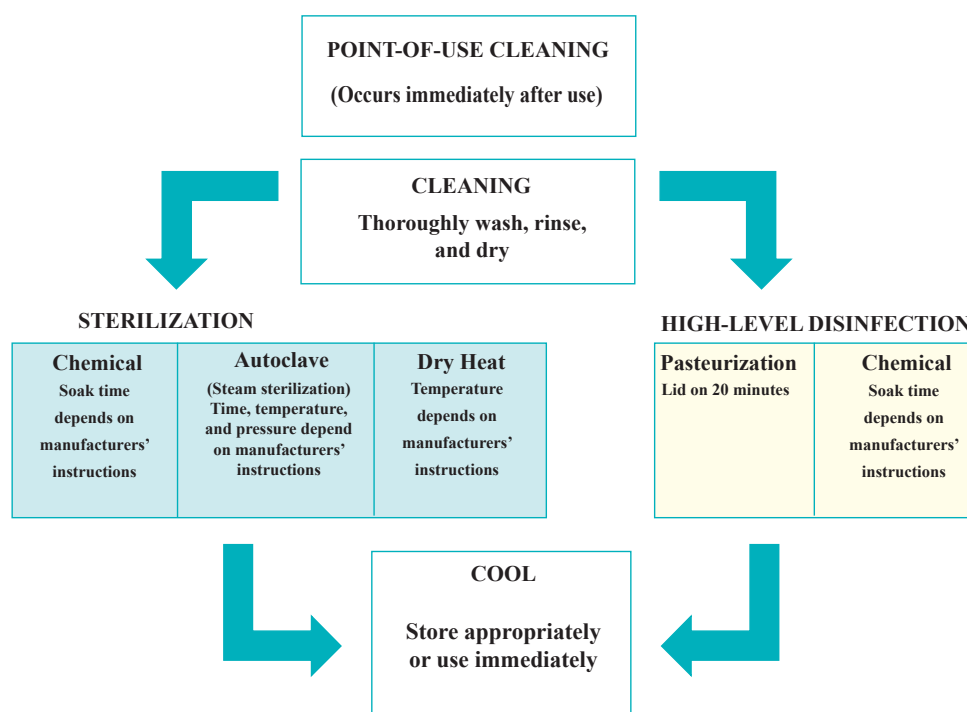 POINT-OF-USE CLEANING
(Occurs immediately after use)
CLEANING
Thoroughly wash, rinse,
and dry
STERILIZATION
Chemical
Soak time
depends on
manufacturers’
instructions
Autoclave
(Steam sterilization)
Time, temperature,
and pressure depend
on manufacturers’
instructions
Dry Heat
Temperature
depends on
manufacturers’
instructions
HIGH-LEVEL DISINFECTION
Pasteurization
Lid on 20 minutes
Chemical
Soak time
depends on
manufacturers’
instructions
COOL
Store appropriately
or use immediately